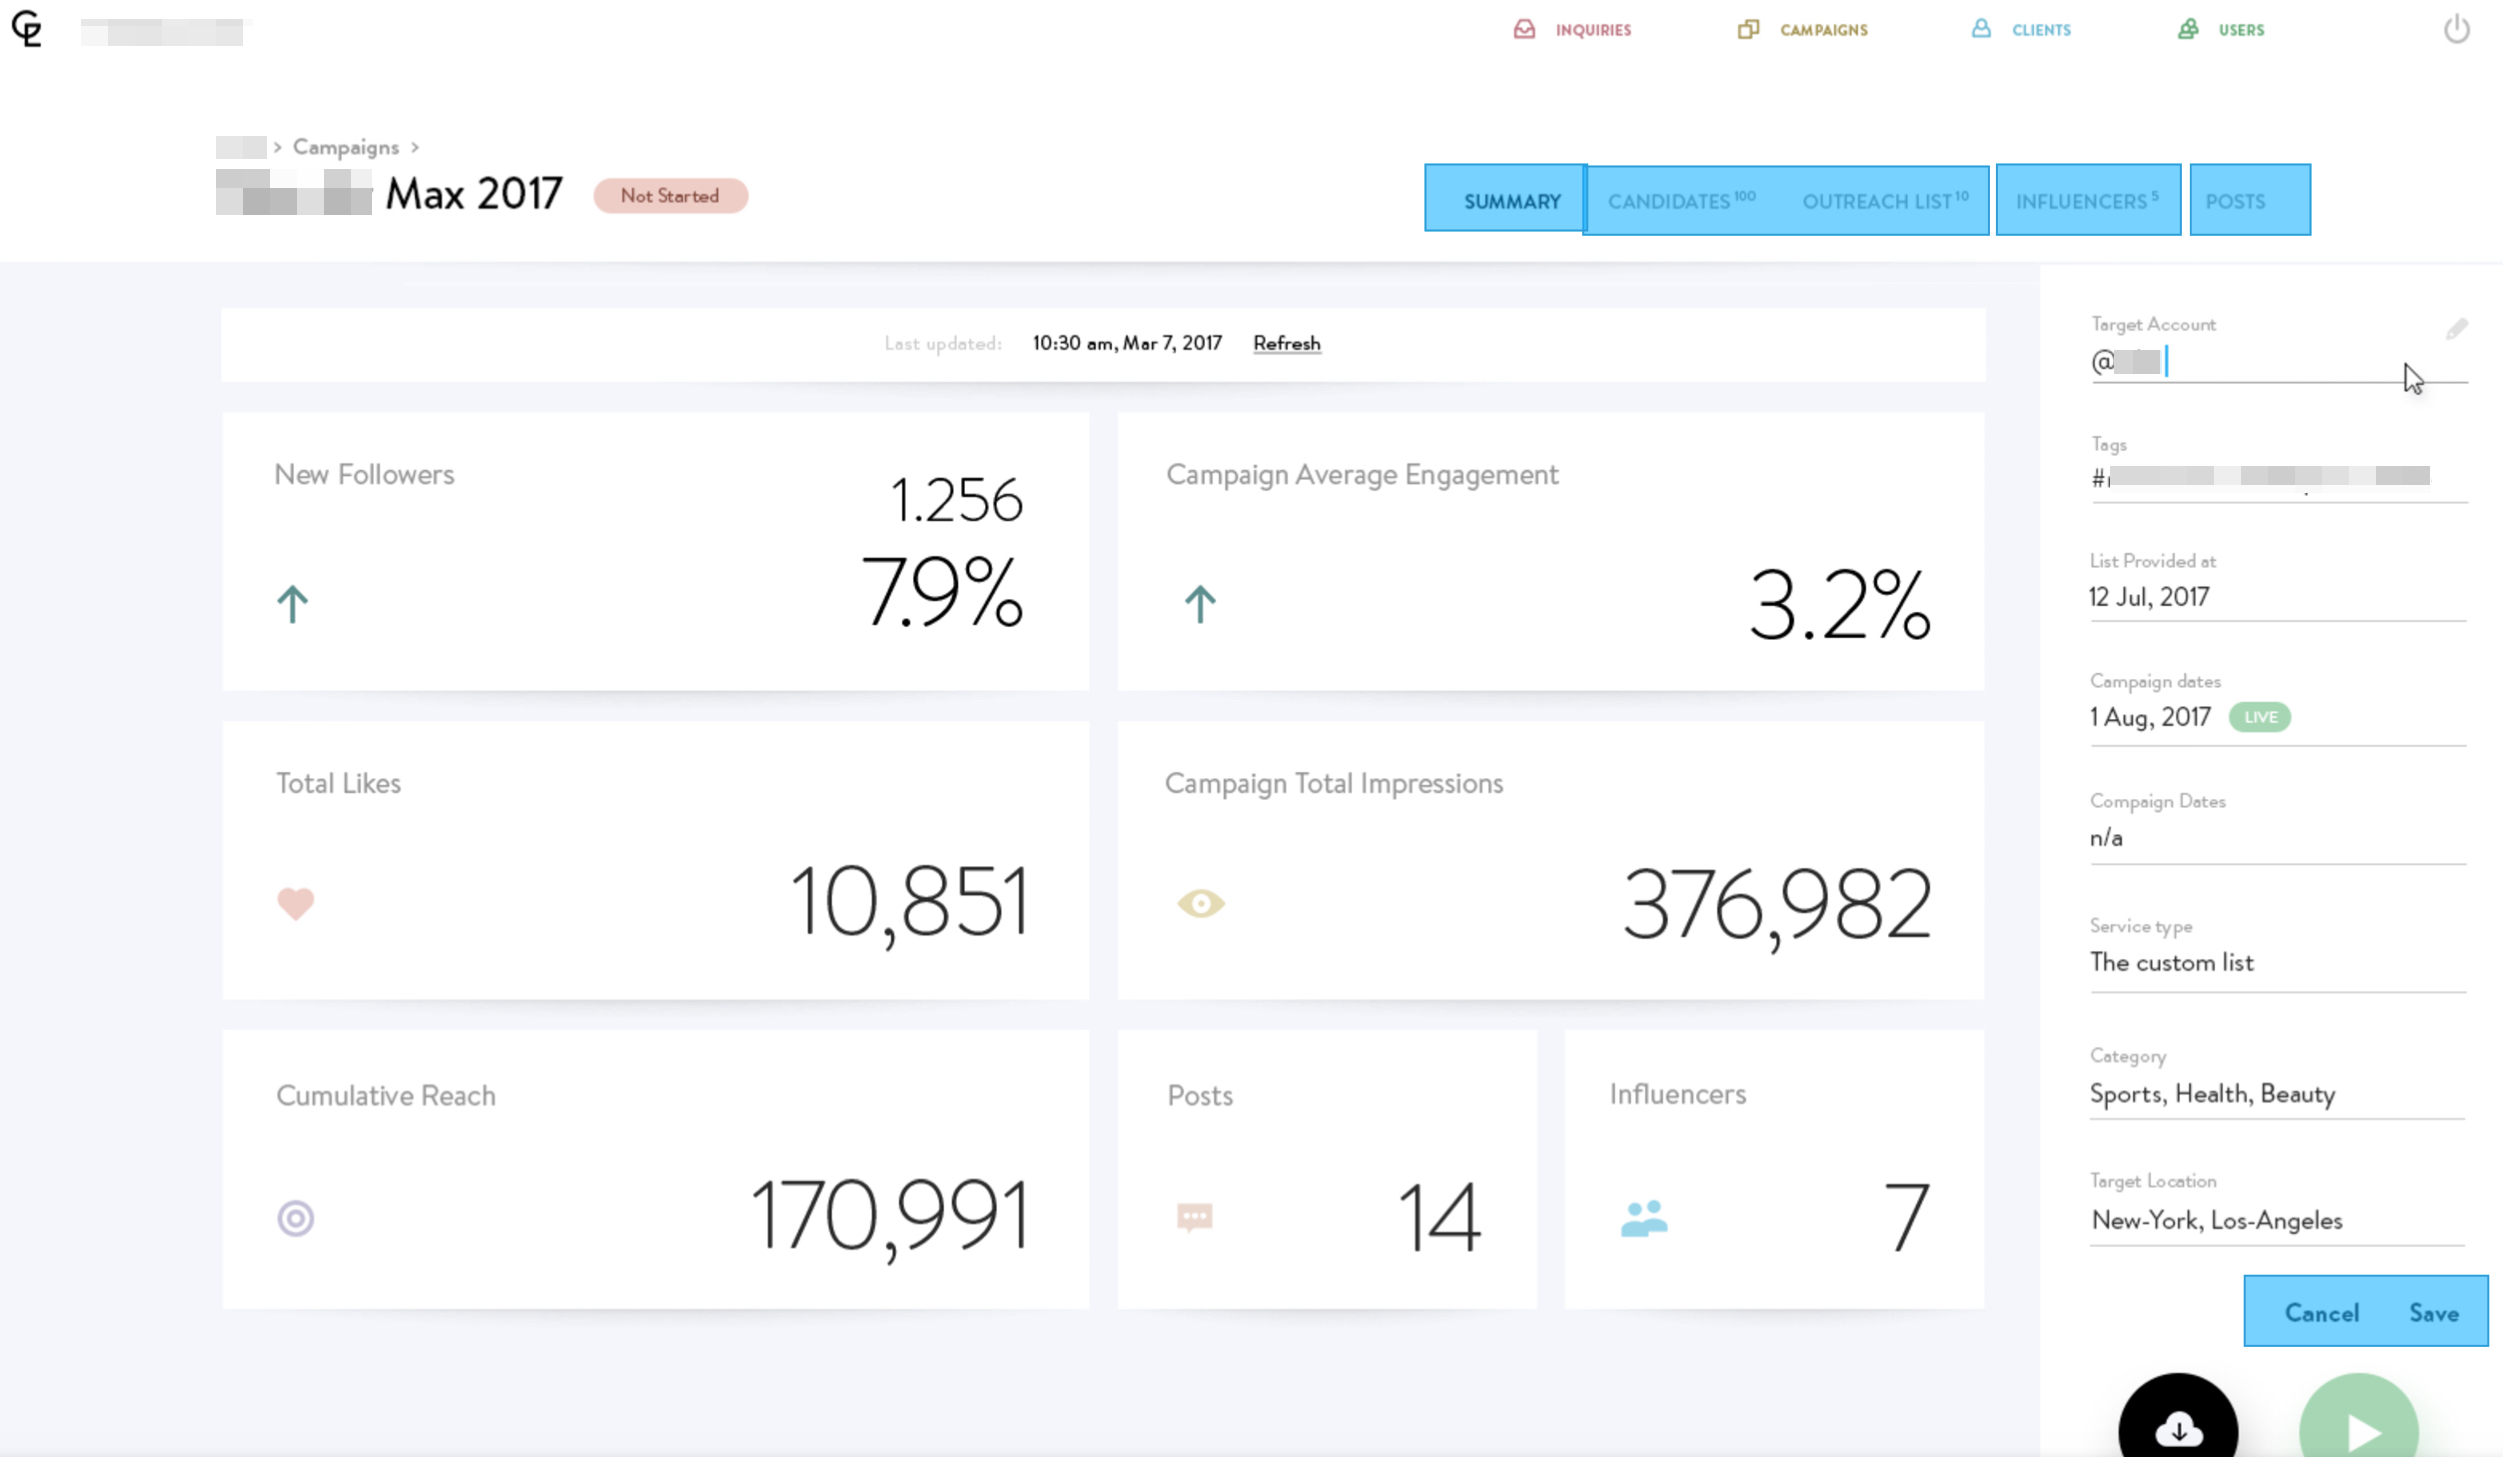 INQUIRIES CAMPAIGNS CLIENTS USERS
> Campaigns >
Max 2017 Not Started
SUMMARY CANDIDATES 100 OUTREACH LIST 10 INFLUENCERS 5 POSTS
Last updated: 10:30 am, Mar 7, 2017 Refresh
New Followers
1.256
7.9%
Campaign Average Engagement
3.2%
Total Likes
10,851
Campaign Total Impressions
376,982
Cumulative Reach
170,991
Posts
14
Influencers
7
Target Account
@
Tags
#
List Provided at
12 Jul, 2017
Campaign dates
1 Aug, 2017 LIVE
Compaign Dates
n/a
Service type
The custom list
Category
Sports, Health, Beauty
Target Location
New-York, Los-Angeles
Cancel Save